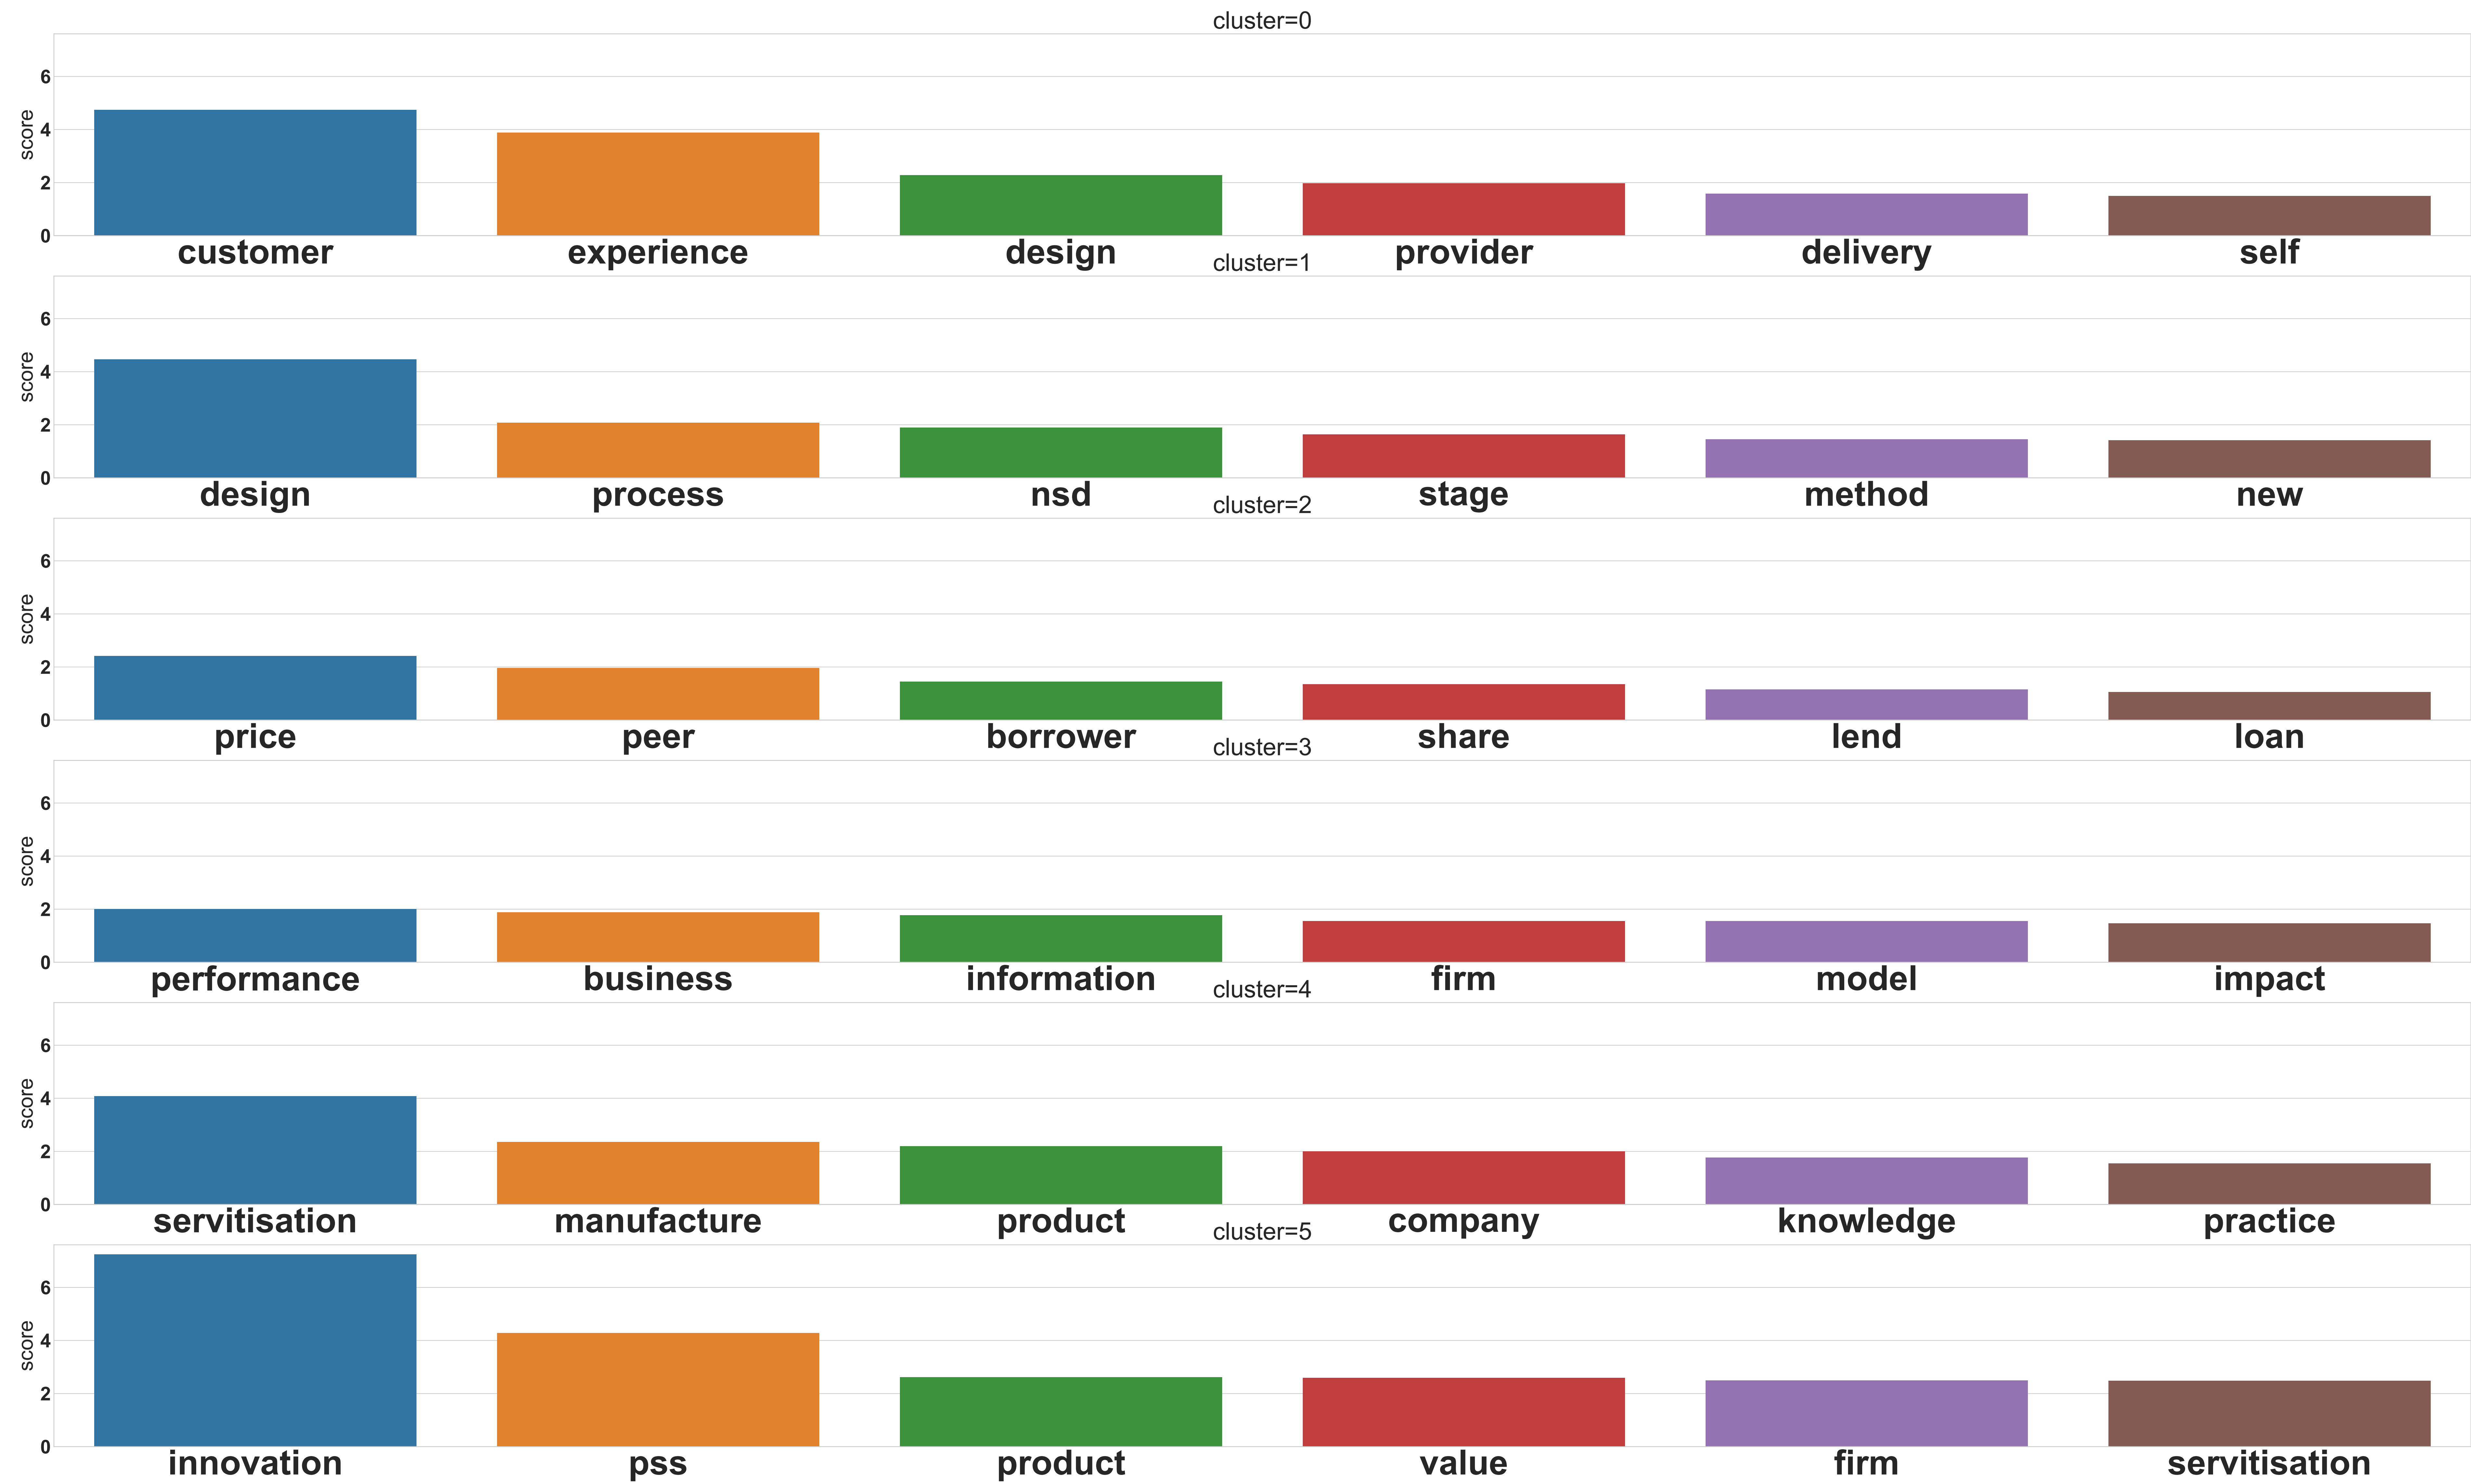 cluster=0
score
6
4
2
0
customer experience design provider delivery self
cluster=1
score
6
4
2
0
design process nsd stage method new
cluster=2
score
6
4
2
0
price peer borrower share lend loan
cluster=3
score
6
4
2
0
performance business information firm model impact
cluster=4
score
6
4
2
0
servitisation manufacture product company knowledge practice
cluster=5
score
6
4
2
0
innovation pss product value firm servitisation